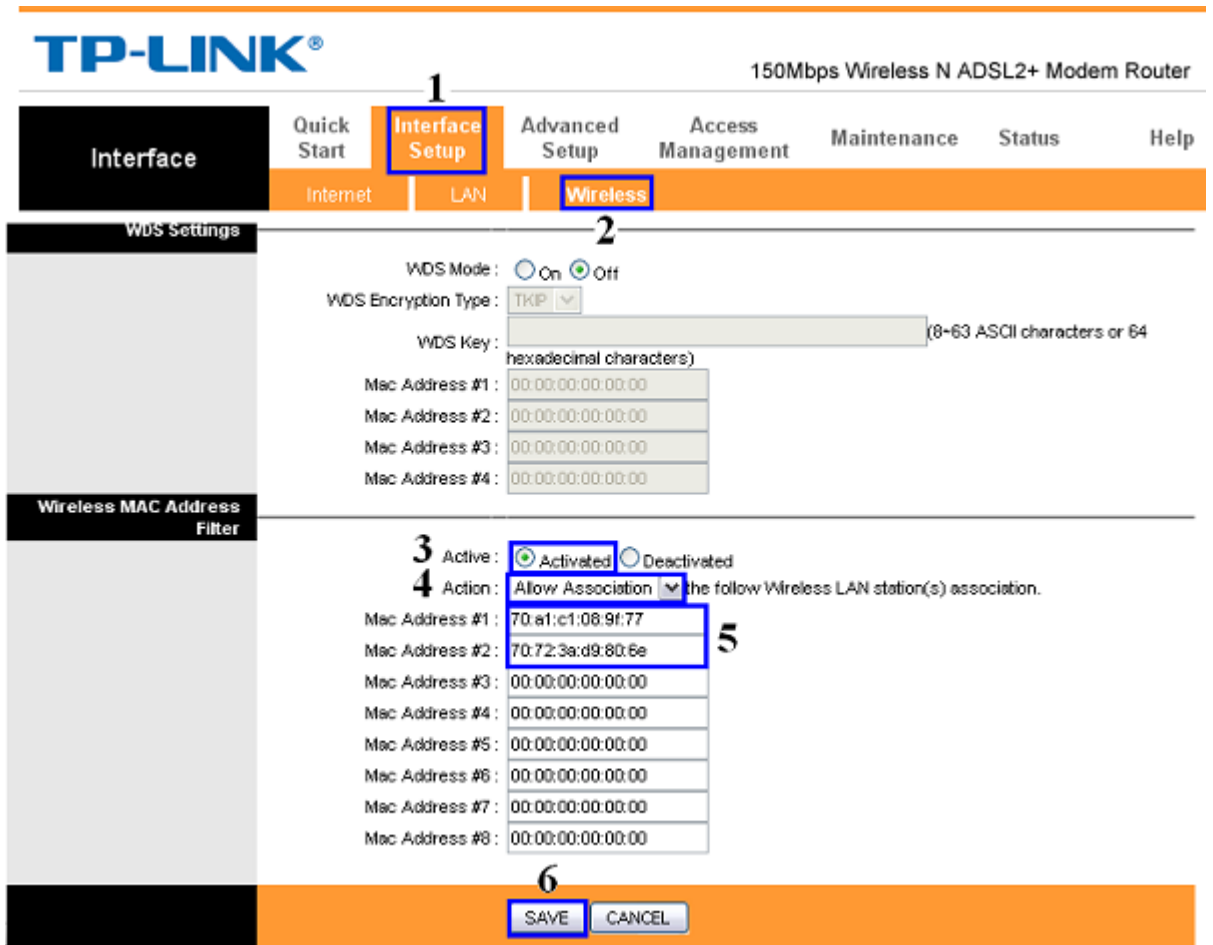 TP-LINK®
150Mbps Wireless N ADSL2+ Modem Router
1
Interface
Quick Start
Interface Setup
Advanced Setup
Access Management
Maintenance
Status
Help
Internet
LAN
Wireless
2
WDS Settings
WDS Mode : On Off
WDS Encryption Type : TKIP
WDS Key : (8~63 ASCII characters or 64
hexadecimal characters)
Mac Address #1 : 00:00:00:00:00:00
Mac Address #2 : 00:00:00:00:00:00
Mac Address #3 : 00:00:00:00:00:00
Mac Address #4 : 00:00:00:00:00:00
Wireless MAC Address
Filter
3 Active : Activated Deactivated
4 Action : Allow Association the follow Wireless LAN station(s) association.
Mac Address #1 : 70:a1:c1:08:9f:77
5
Mac Address #2 : 70:72:3a:d9:80:6e
Mac Address #3 : 00:00:00:00:00:00
Mac Address #4 : 00:00:00:00:00:00
Mac Address #5 : 00:00:00:00:00:00
Mac Address #6 : 00:00:00:00:00:00
Mac Address #7 : 00:00:00:00:00:00
Mac Address #8 : 00:00:00:00:00:00
6
SAVE CANCEL